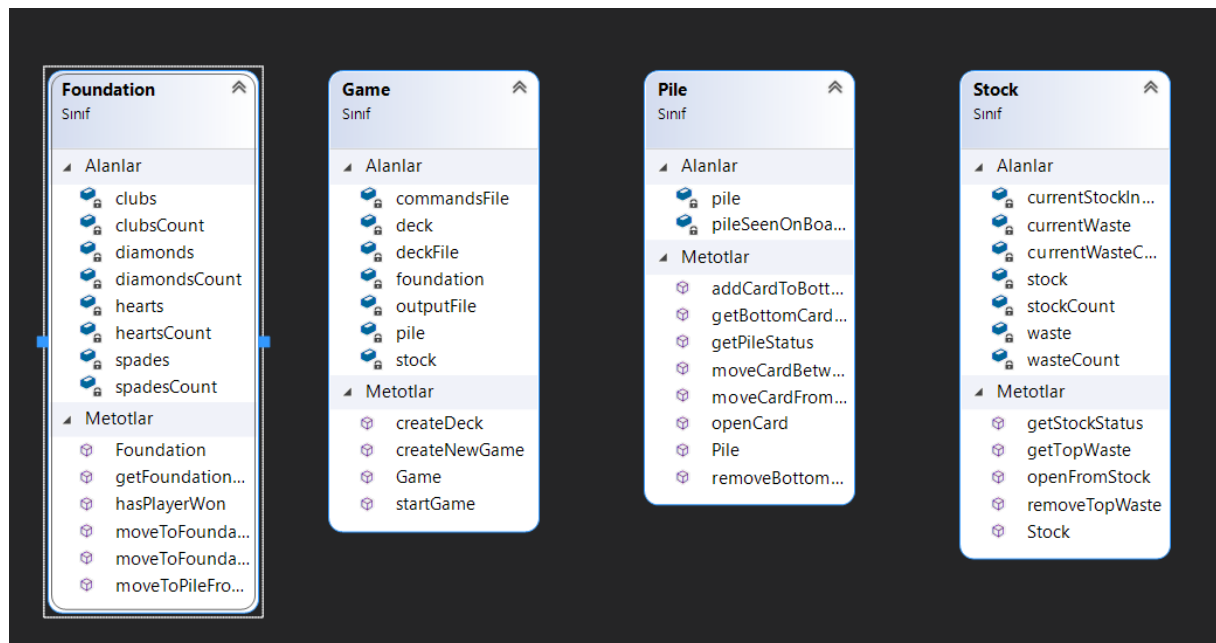 Foundation
Sınıf
Alanlar
clubs
clubsCount
diamonds
diamondsCount
hearts
heartsCount
spades
spadesCount
Metotlar
Foundation
getFoundation...
hasPlayerWon
moveToFounda...
moveToFounda...
moveToPileFro...
Game
Sınıf
Alanlar
commandsFile
deck
deckFile
foundation
outputFile
pile
stock
Metotlar
createDeck
createNewGame
Game
startGame
Pile
Sınıf
Alanlar
pile
pileSeenOnBoa...
Metotlar
addCardToBott...
getBottomCard...
getPileStatus
moveCardBetw...
moveCardFrom...
openCard
Pile
removeBottom...
Stock
Sınıf
Alanlar
currentStockIn...
currentWaste
currentWasteC...
stock
stockCount
waste
wasteCount
Metotlar
getStockStatus
getTopWaste
openFromStock
removeTopWaste
Stock